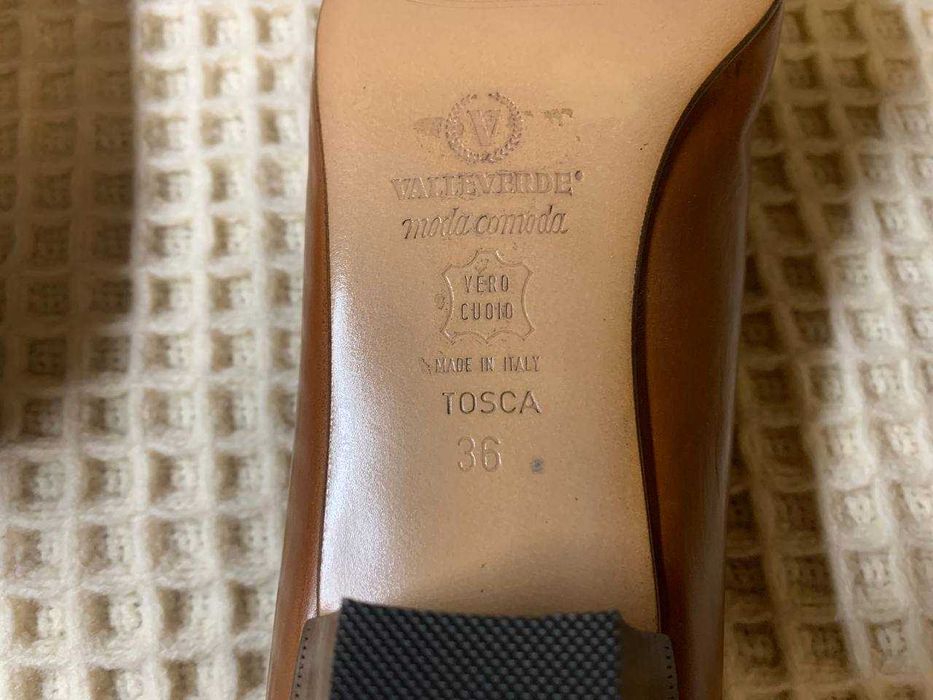 V
VALLEVERDE®
moda comoda
VERO
CUOIO
MADE IN ITALY
TOSCA
36